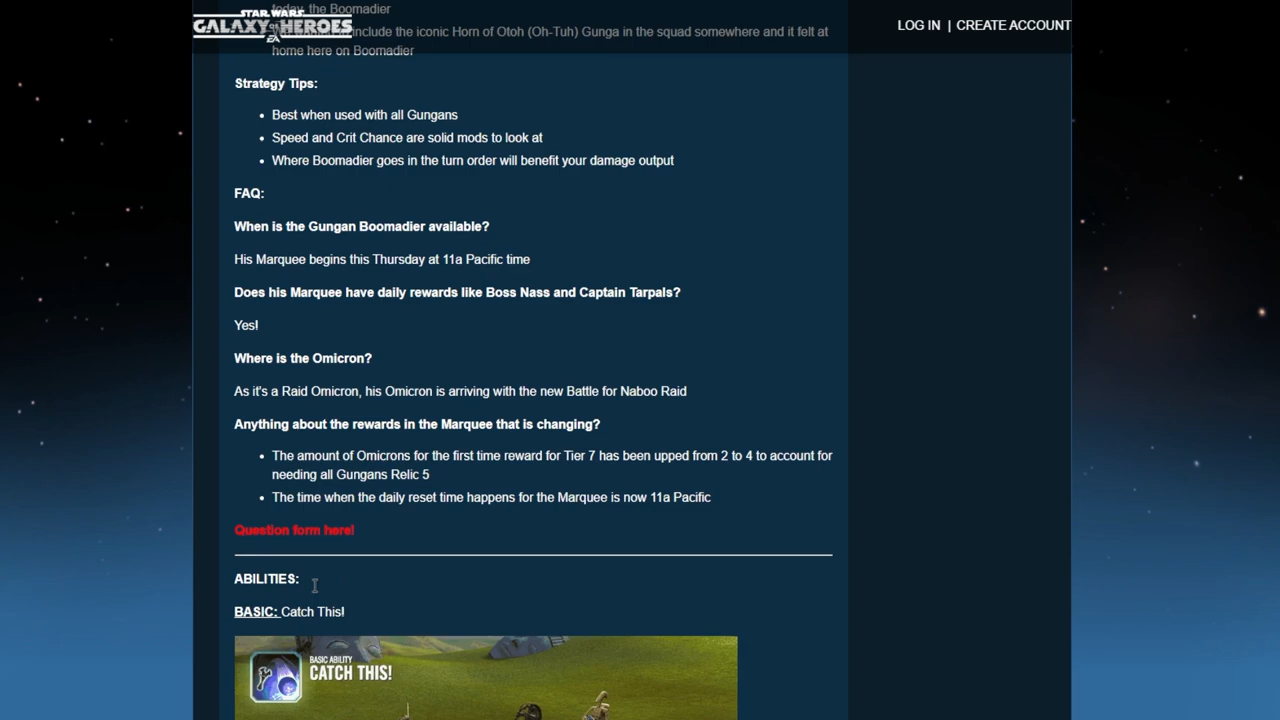 today, the Boomadier
STAR WARS
GALAXY OF HEROES
EA
LOG IN | CREATE ACCOUNT
include the iconic Horn of Otoh (Oh-Tuh) Gunga in the squad somewhere and it felt at
home here on Boomadier
Strategy Tips:
Best when used with all Gungans
Speed and Crit Chance are solid mods to look at
Where Boomadier goes in the turn order will benefit your damage output
FAQ:
When is the Gungan Boomadier available?
His Marquee begins this Thursday at 11a Pacific time
Does his Marquee have daily rewards like Boss Nass and Captain Tarpals?
Yes!
Where is the Omicron?
As it's a Raid Omicron, his Omicron is arriving with the new Battle for Naboo Raid
Anything about the rewards in the Marquee that is changing?
The amount of Omicrons for the first time reward for Tier 7 has been upped from 2 to 4 to account for
needing all Gungans Relic 5
The time when the daily reset time happens for the Marquee is now 11a Pacific
Question form here!
ABILITIES:
BASIC: Catch This!
BASIC ABILITY
CATCH THIS!